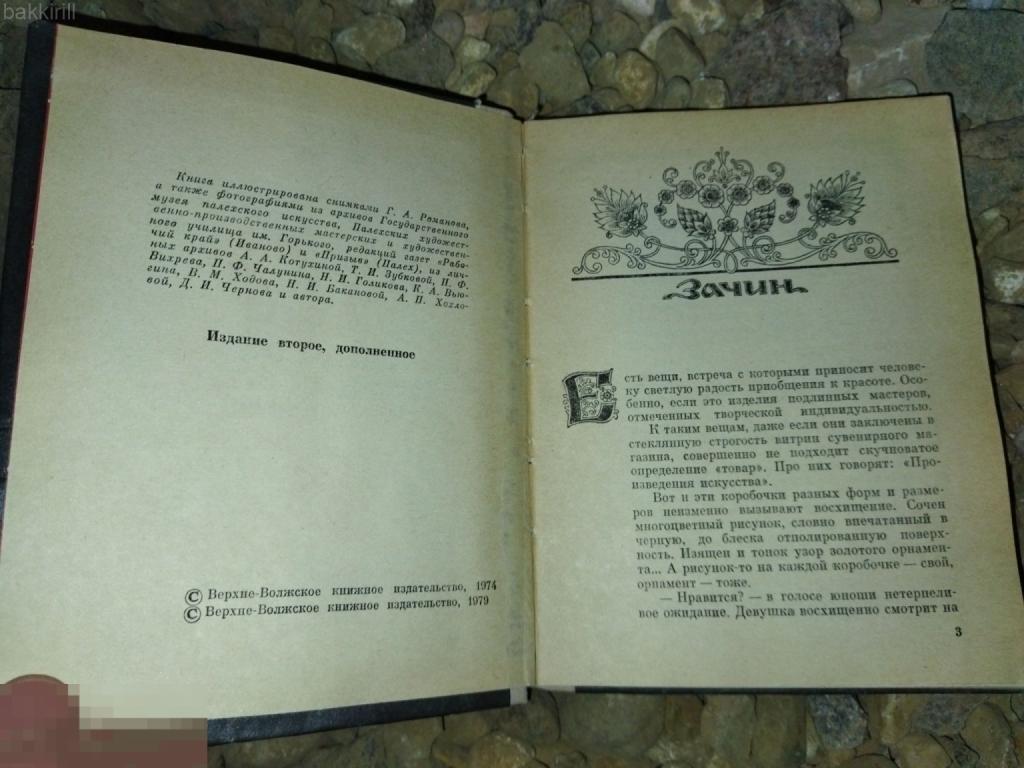 bakkirill
Книга иллюстрирована снимками Г. А. Романова,
а также фотографиями из архивов Государственного
музея палехского искусства, Палехских художест-
венно-производственных мастерских и художествен-
ного училища им. Горького, редакций газет «Рабо-
чий край» (Иваново) и «Призыв» (Палех), из лич-
ных архивов А. А. Котухиной, Т. И. Зубковой, П. Ф.
Вихрева, П. Ф. Чалунина, Н. И. Голикова, К. А. Вью-
гина, В. М. Ходова, Н. И. Бакановой, А. П. Хохло-
вой, Д. И. Чернова и автора.
Издание второе, дополненное
© Верхне-Волжское книжное издательство, 1974
© Верхне-Волжское книжное издательство, 1979
Зачин
Есть вещи, встреча с которыми приносит челове-
ку светлую радость приобщения к красоте. Осо-
бенно, если это изделия подлинных мастеров,
отмеченных творческой индивидуальностью.
К таким вещам, даже если они заключены в
стеклянную строгость витрин сувенирного ма-
газина, совершенно не подходит скучноватое
определение «товар». Про них говорят: «Про-
изведения искусства».
Вот и эти коробочки разных форм и разме-
ров неизменно вызывают восхищение. Сочен
многоцветный рисунок, словно впечатанный в
черную, до блеска отполированную поверх-
ность. Изящен и тонок узор золотого орнамен-
та... А рисунок-то на каждой коробочке — свой,
орнамент — тоже.
— Нравится? — в голосе юноши нетерпели-
вое ожидание. Девушка восхищенно смотрит на
3